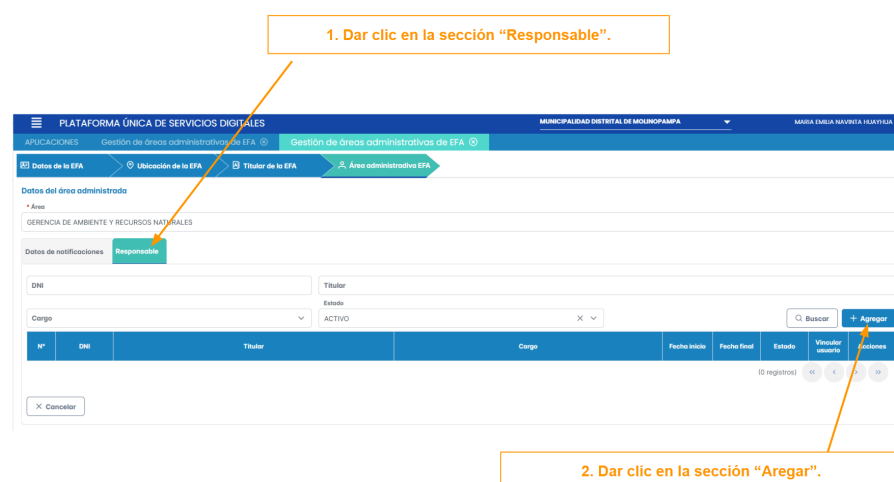 1. Dar clic en la sección “Responsable”.
PLATAFORMA ÚNICA DE SERVICIOS DIGITALES
MUNICIPALIDAD DISTRITAL DE MOLINOPAMPA
MARIA EMILIA NAVINTA HUAYHUA
APLICACIONES
Gestión de áreas administrativas de EFA
Gestión de áreas administrativas de EFA
Datos de la EFA
Ubicación de la EFA
Titular de la EFA
Área administrativa EFA
Datos del área administrada
* Área
GERENCIA DE AMBIENTE Y RECURSOS NATURALES
Datos de notificaciones
Responsable
DNI
Titular
Estado
Cargo
ACTIVO
Buscar
+ Agregar
N° DNI Titular Cargo Fecha inicio Fecha final Estado Vincular usuario Acciones
(0 registros) « ‹ › »
× Cancelar
2. Dar clic en la sección “Aregar”.